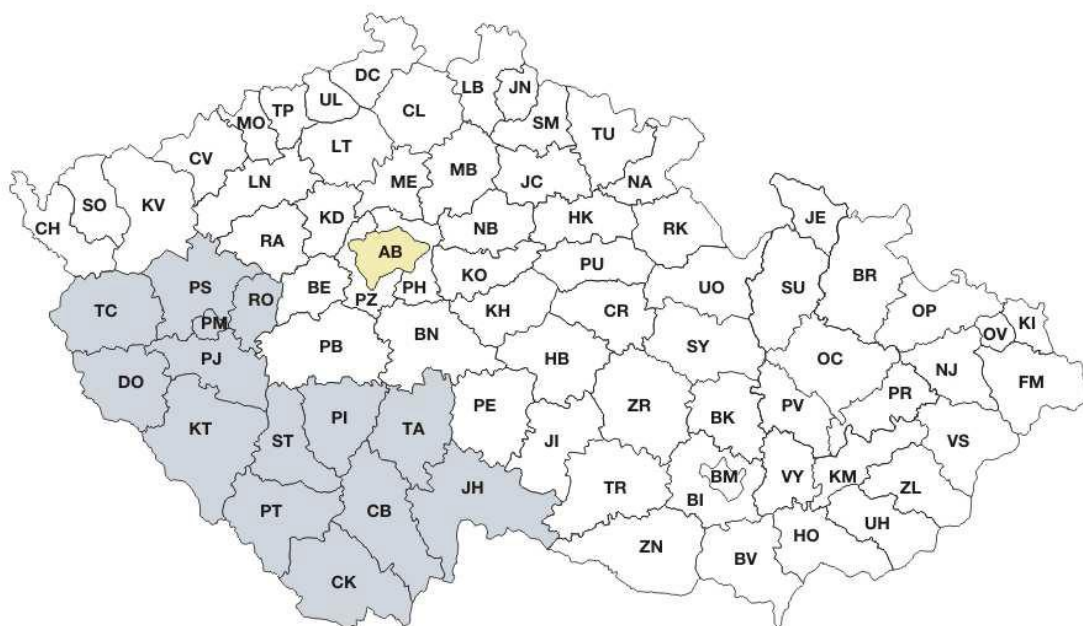 DC
LB
JN
UL
TP
CL
MO
SM
TU
LT
CV
MB
ME
JC
LN
NA
SO
KV
KD
HK
JE
CH
NB
RK
RA
AB
BR
KO
PU
PS
BE
PH
UO
SU
RO
PZ
TC
KH
CR
OP
KI
PM
OV
BN
PB
SY
PJ
HB
OC
NJ
DO
FM
PR
PE
ZR
PV
PI
BK
KT
TA
ST
JI
VS
BM
VY
KM
JH
TR
ZL
BI
PT
CB
UH
HO
ZN
BV
CK